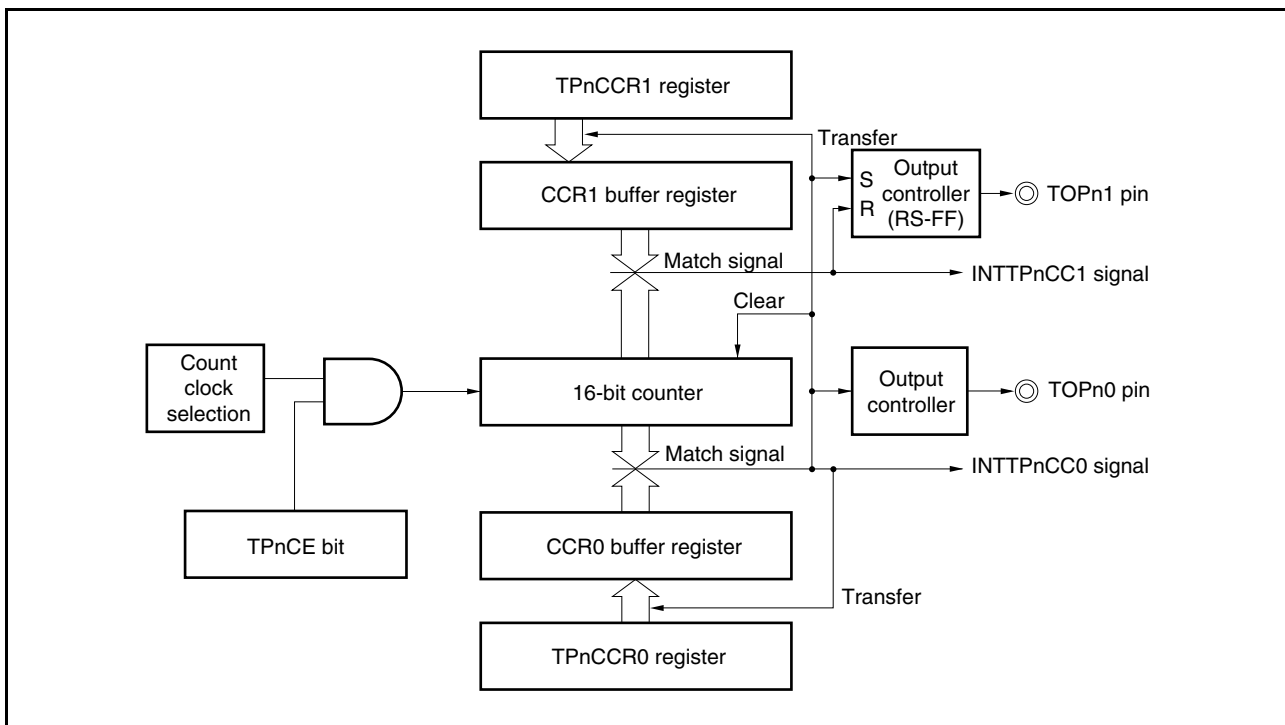 TPnCCR1 register
Transfer
CCR1 buffer register
S
R
Output
controller
(RS-FF)
TOPn1 pin
Match signal
INTTPnCC1 signal
Clear
Count
clock
selection
16-bit counter
Output
controller
TOPn0 pin
Match signal
INTTPnCC0 signal
TPnCE bit
CCR0 buffer register
Transfer
TPnCCR0 register